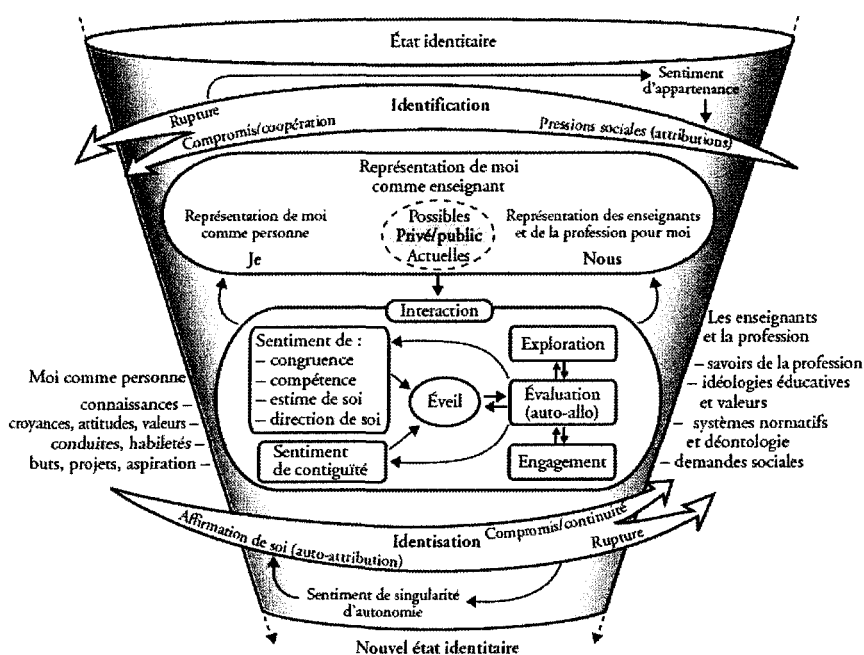 État identitaire
Sentiment
d'appartenance
Rupture
Identification
Compromis/coopération
Pressions sociales (attributions)
Représentation de moi
comme enseignant
Représentation de moi
comme personne
Je
Possibles
Privé/public
Actuelles
Représentation des enseignants
et de la profession pour moi
Nous
Interaction
Sentiment de :
– congruence
– compétence
– estime de soi
– direction de soi
Sentiment
de contiguïté
Éveil
Exploration
Évaluation
(auto-allo)
Engagement
Moi comme personne
connaissances –
croyances, attitudes, valeurs –
conduites, habiletés –
buts, projets, aspiration –
Les enseignants
et la profession
– savoirs de la profession
– idéologies éducatives
et valeurs
– systèmes normatifs
et déontologie
– demandes sociales
Affirmation de soi (auto-attribution)
Identisation
Compromis/continuité
Rupture
Sentiment de singularité
d'autonomie
Nouvel état identitaire